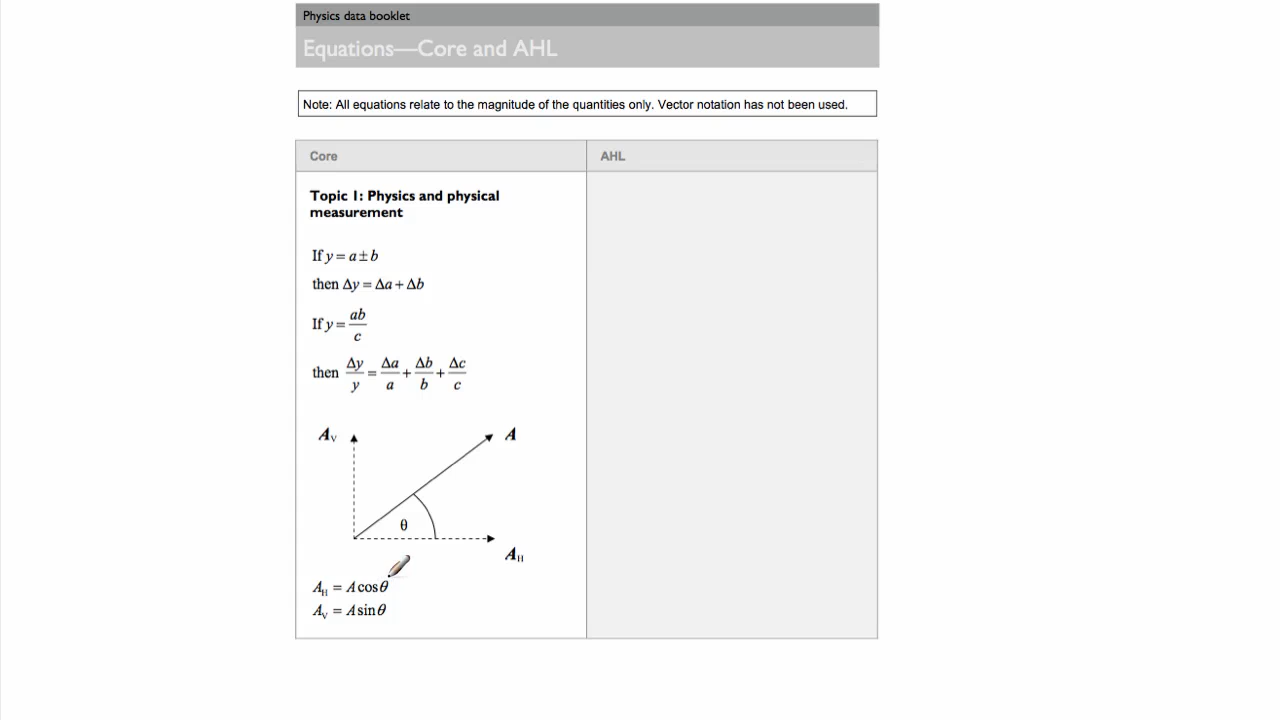 Physics data booklet
Equations—Core and AHL
Note: All equations relate to the magnitude of the quantities only. Vector notation has not been used.
Core
AHL
Topic 1: Physics and physical
measurement
If y = a ± b
then Δy = Δa + Δb
If y = ab/c
then Δy/y = Δa/a + Δb/b + Δc/c
A_V
A
θ
A_H
A_H = A cos θ
A_V = A sin θ